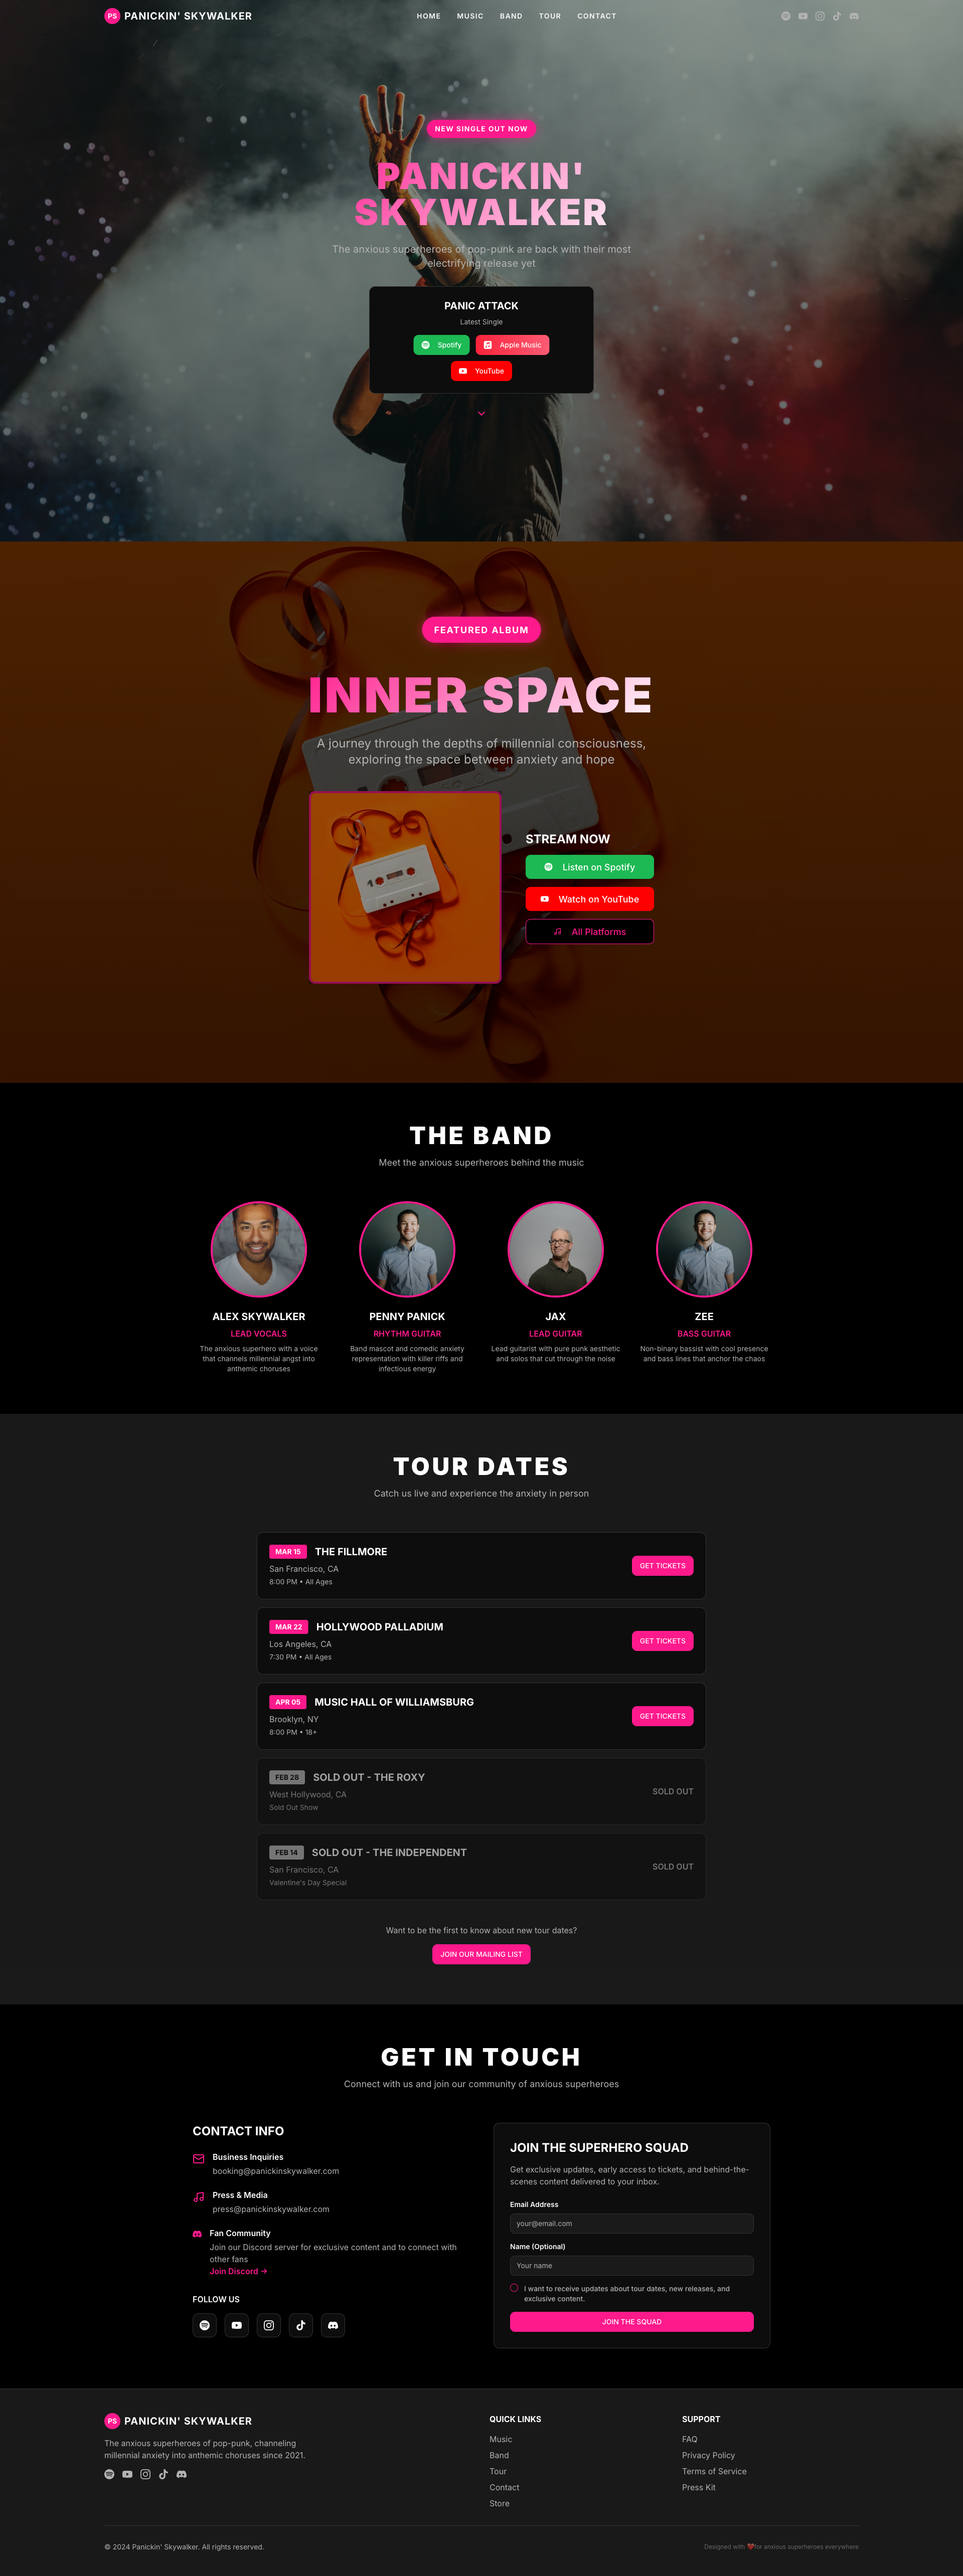 PS PANICKIN' SKYWALKER
HOME MUSIC BAND TOUR CONTACT
NEW SINGLE OUT NOW
PANICKIN'
SKYWALKER
The anxious superheroes of pop-punk are back with their most
electrifying release yet
PANIC ATTACK
Latest Single
Spotify
Apple Music
YouTube
FEATURED ALBUM
INNER SPACE
A journey through the depths of millennial consciousness,
exploring the space between anxiety and hope
STREAM NOW
Listen on Spotify
Watch on YouTube
All Platforms
THE BAND
Meet the anxious superheroes behind the music
ALEX SKYWALKER
LEAD VOCALS
The anxious superhero with a voice
that channels millennial angst into
anthemic choruses
PENNY PANICK
RHYTHM GUITAR
Band mascot and comedic anxiety
representation with killer riffs and
infectious energy
JAX
LEAD GUITAR
Lead guitarist with pure punk aesthetic
and solos that cut through the noise
ZEE
BASS GUITAR
Non-binary bassist with cool presence
and bass lines that anchor the chaos
TOUR DATES
Catch us live and experience the anxiety in person
MAR 15 THE FILLMORE
San Francisco, CA
8:00 PM • All Ages
GET TICKETS
MAR 22 HOLLYWOOD PALLADIUM
Los Angeles, CA
7:30 PM • All Ages
GET TICKETS
APR 05 MUSIC HALL OF WILLIAMSBURG
Brooklyn, NY
8:00 PM • 18+
GET TICKETS
FEB 28 SOLD OUT - THE ROXY
West Hollywood, CA
Sold Out Show
SOLD OUT
FEB 14 SOLD OUT - THE INDEPENDENT
San Francisco, CA
Valentine's Day Special
SOLD OUT
Want to be the first to know about new tour dates?
JOIN OUR MAILING LIST
GET IN TOUCH
Connect with us and join our community of anxious superheroes
CONTACT INFO
Business Inquiries
booking@panickinskywalker.com
Press & Media
press@panickinskywalker.com
Fan Community
Join our Discord server for exclusive content and to connect with
other fans
Join Discord →
FOLLOW US
JOIN THE SUPERHERO SQUAD
Get exclusive updates, early access to tickets, and behind-the-
scenes content delivered to your inbox.
Email Address
your@email.com
Name (Optional)
Your name
I want to receive updates about tour dates, new releases, and
exclusive content.
JOIN THE SQUAD
PS PANICKIN' SKYWALKER
The anxious superheroes of pop-punk, channeling
millennial anxiety into anthemic choruses since 2021.
QUICK LINKS
Music
Band
Tour
Contact
Store
SUPPORT
FAQ
Privacy Policy
Terms of Service
Press Kit
© 2024 Panickin' Skywalker. All rights reserved.
Designed with ❤️for anxious superheroes everywhere